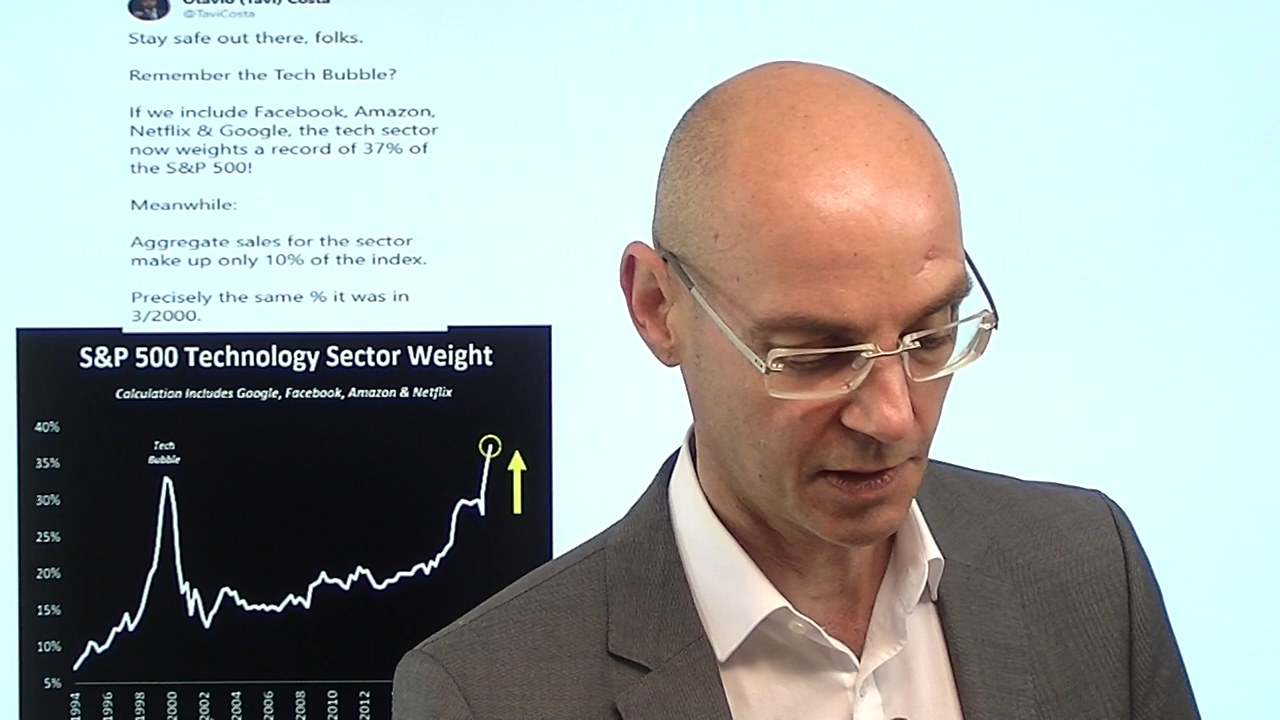 Otavio (Tavi) Costa
@TaviCosta
Stay safe out there, folks.
Remember the Tech Bubble?
If we include Facebook, Amazon,
Netflix & Google, the tech sector
now weights a record of 37% of
the S&P 500!
Meanwhile:
Aggregate sales for the sector
make up only 10% of the index.
Precisely the same % it was in
3/2000.
S&P 500 Technology Sector Weight
Calculation includes Google, Facebook, Amazon & Netflix
40%
Tech
Bubble
35%
30%
25%
20%
15%
10%
5%
1994
1996
1998
2000
2002
2004
2006
2008
2010
2012